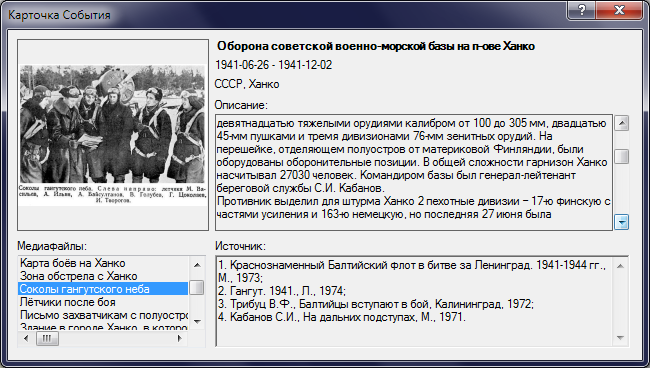 Карточка События
Оборона советской военно-морской базы на п-ове Ханко
1941-06-26 - 1941-12-02
СССР, Ханко
Описание:
девятнадцатью тяжелыми орудиями калибром от 100 до 305 мм, двадцатью
45-мм пушками и тремя дивизионами 76-мм зенитных орудий. На
перешейке, отделяющем полуостров от материковой Финляндии, были
оборудованы оборонительные позиции. В общей сложности гарнизон Ханко
насчитывал 27030 человек. Командиром базы был генерал-лейтенант
береговой службы С.И. Кабанов.
Противник выделил для штурма Ханко 2 пехотные дивизии – 17-ю финскую с
частями усиления и 163-ю немецкую, но последняя 27 июня была
Соколы гангутского неба. Слева направо: летчики М. Ва-
сильев, А. Ильин, А. Байсултанов, В. Голубев, Г. Цоколаев,
И. Творогов.
Медиафайлы:
Карта боёв на Ханко
Зона обстрела с Ханко
Соколы гангутского неба
Лётчики после боя
Письмо захватчикам с полуостро
Здание в городе Ханко, в которо
Источник:
1. Краснознаменный Балтийский флот в битве за Ленинград. 1941-1944 гг.,
М., 1973;
2. Гангут. 1941., Л., 1974;
3. Трибуц В.Ф., Балтийцы вступают в бой, Калининград, 1972;
4. Кабанов С.И., На дальних подступах, М., 1971.